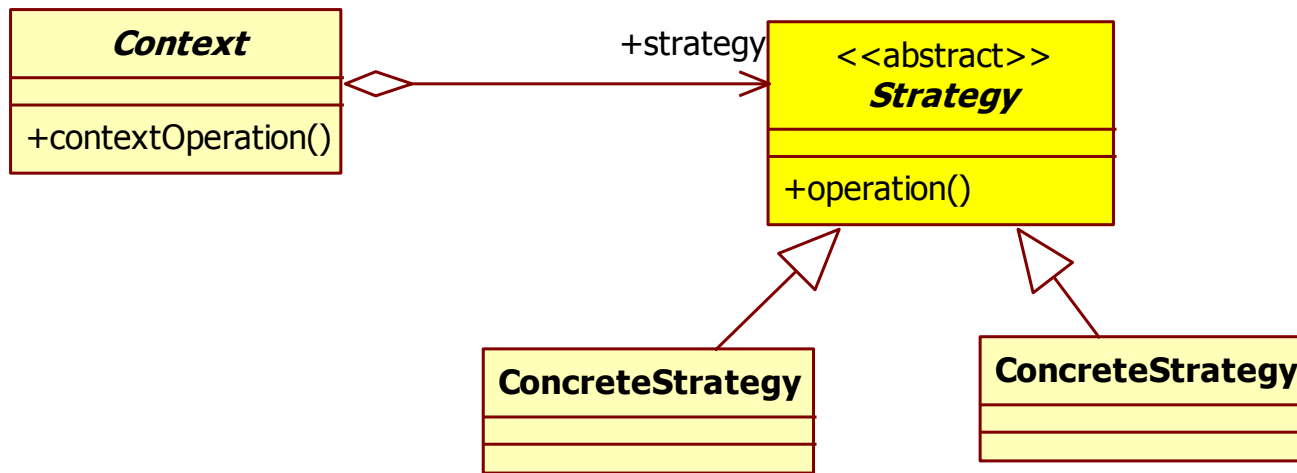 Context
+contextOperation()
+strategy
<<abstract>>
Strategy
+operation()
ConcreteStrategy
ConcreteStrategy